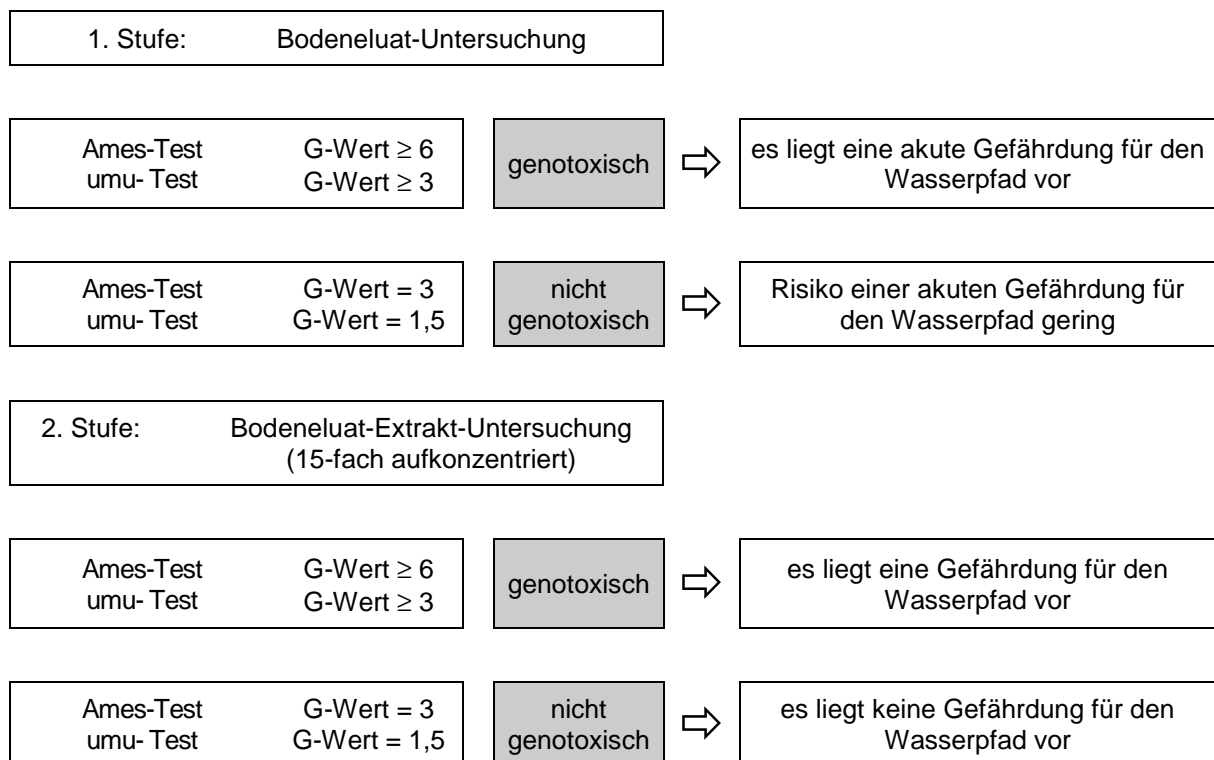 1. Stufe: Bodeneluat-Untersuchung
Ames-Test G-Wert ≥ 6
umu- Test G-Wert ≥ 3
genotoxisch
es liegt eine akute Gefährdung für den
Wasserpfad vor
Ames-Test G-Wert = 3
umu- Test G-Wert = 1,5
nicht
genotoxisch
Risiko einer akuten Gefährdung für
den Wasserpfad gering
2. Stufe: Bodeneluat-Extrakt-Untersuchung
(15-fach aufkonzentriert)
Ames-Test G-Wert ≥ 6
umu- Test G-Wert ≥ 3
genotoxisch
es liegt eine Gefährdung für den
Wasserpfad vor
Ames-Test G-Wert = 3
umu- Test G-Wert = 1,5
nicht
genotoxisch
es liegt keine Gefährdung für den
Wasserpfad vor